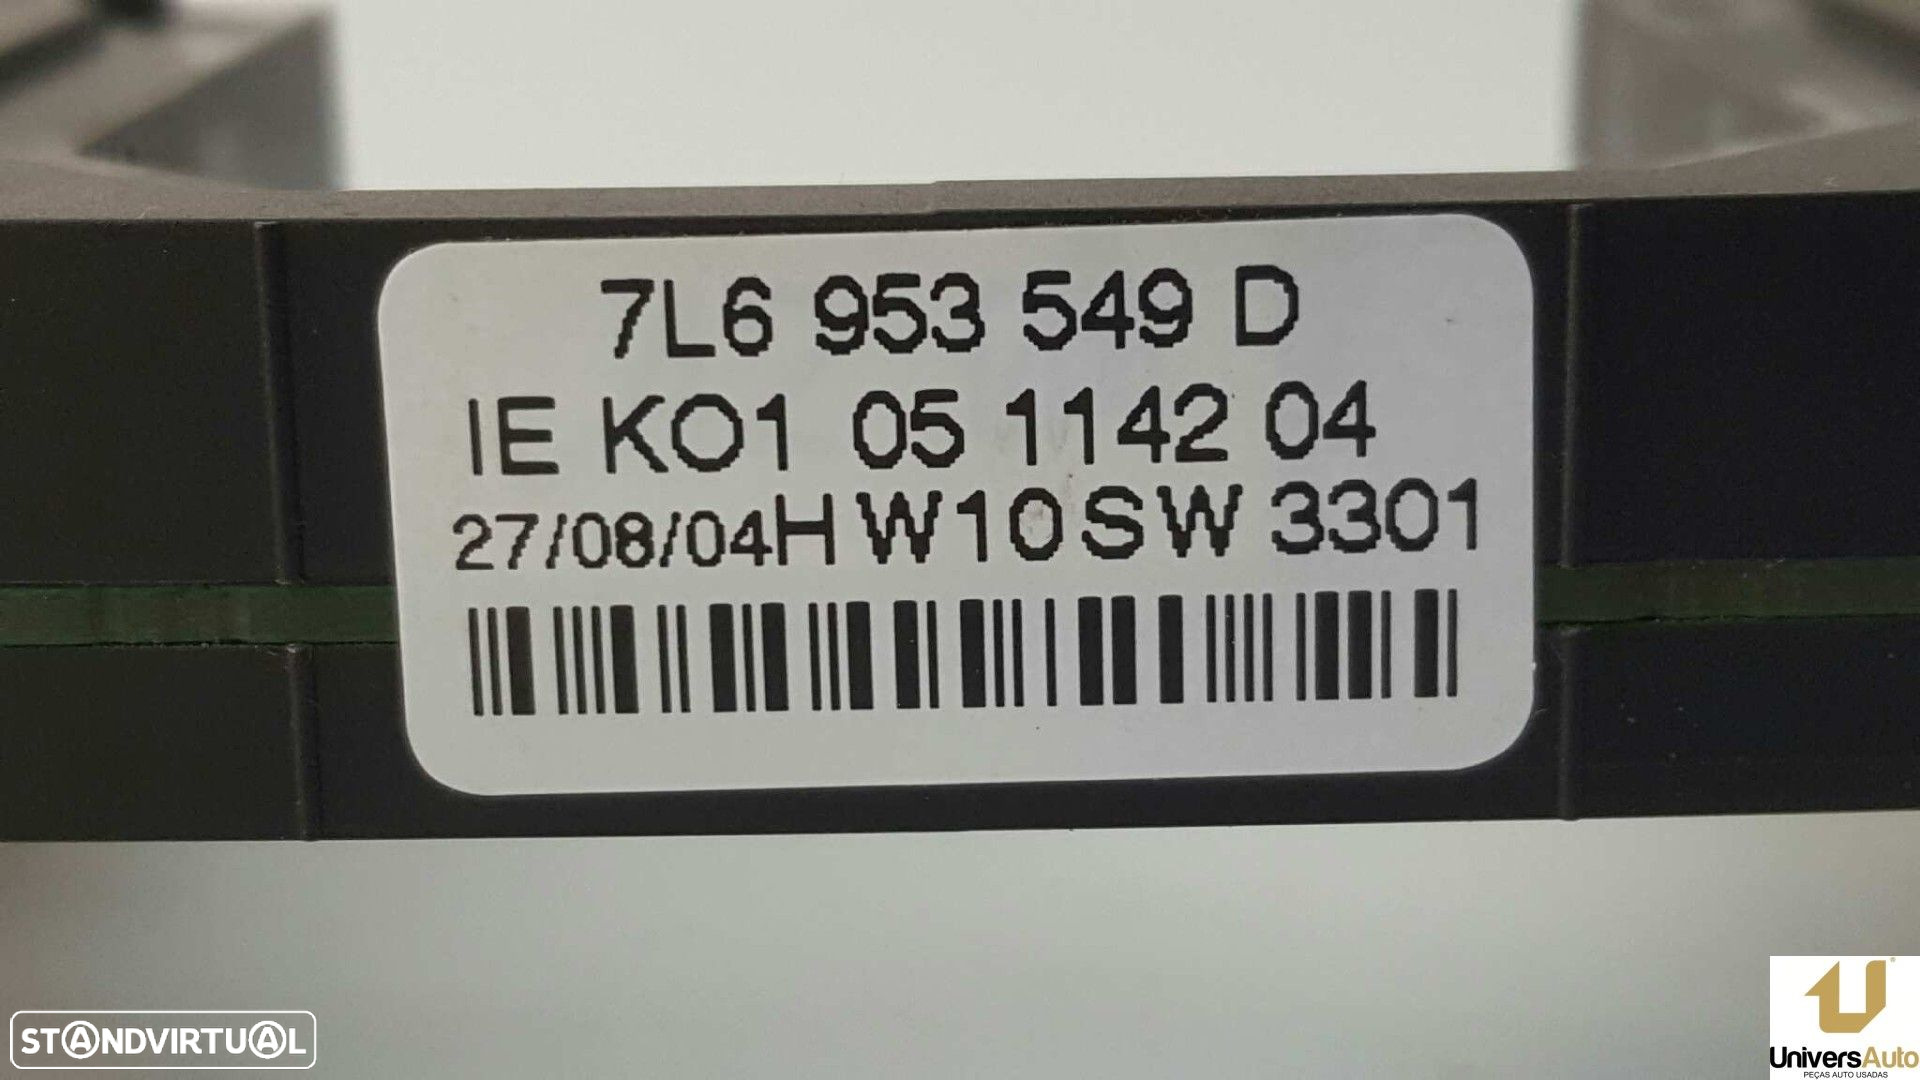 7L6 953 549 D
IE KO1 05 1142 04
27/08/04H W10SW 3301
STANDVIRTUAL
UniversAuto
PEÇAS AUTO USADAS